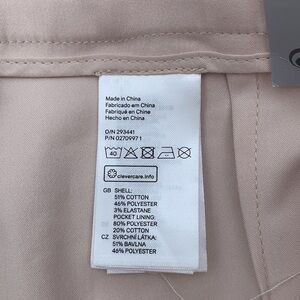 Made in China
Fabricado em China
Fabriqué en Chine
Hecho en China
O/N 293441
P/N 02709971
40
clevercare.info
GB SHELL:
51% COTTON
46% POLYESTER
3% ELASTANE
POCKET LINING:
80% POLYESTER
20% COTTON
CZ SVRCHNÍ LÁTKA:
51% BAVLNA
46% POLYESTER